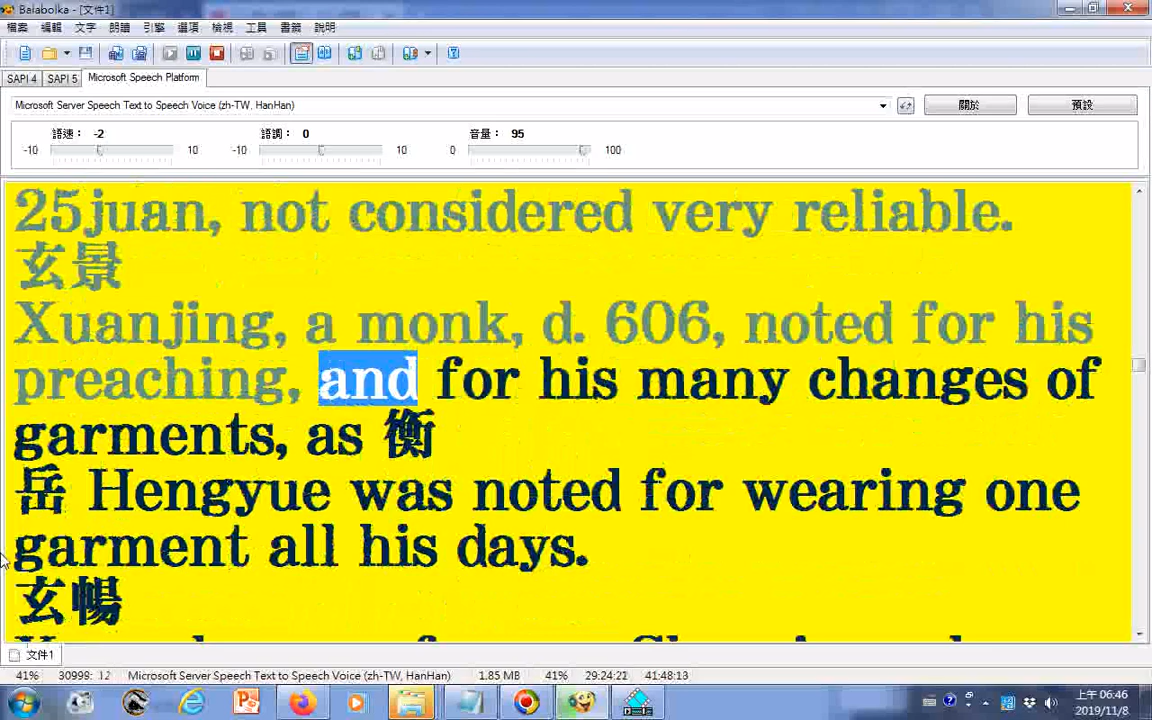 Balabolka - [文件1]
檔案 編輯 文字 朗讀 引擎 選項 檢視 工具 書籤 說明
SAPI 4 SAPI 5 Microsoft Speech Platform
Microsoft Server Speech Text to Speech Voice (zh-TW, HanHan) 關於 預設
語速： -2 語調： 0 音量： 95
-10 10 -10 10 0 100
25juan, not considered very reliable.
玄景
Xuanjing, a monk, d. 606, noted for his
preaching, and for his many changes of
garments, as 衡
岳 Hengyue was noted for wearing one
garment all his days.
玄暢
文件1
41% 30999: 12 Microsoft Server Speech Text to Speech Voice (zh-TW, HanHan) 1.85 MB 41% 29:24:21 41:48:13
上午 06:46
2019/11/8